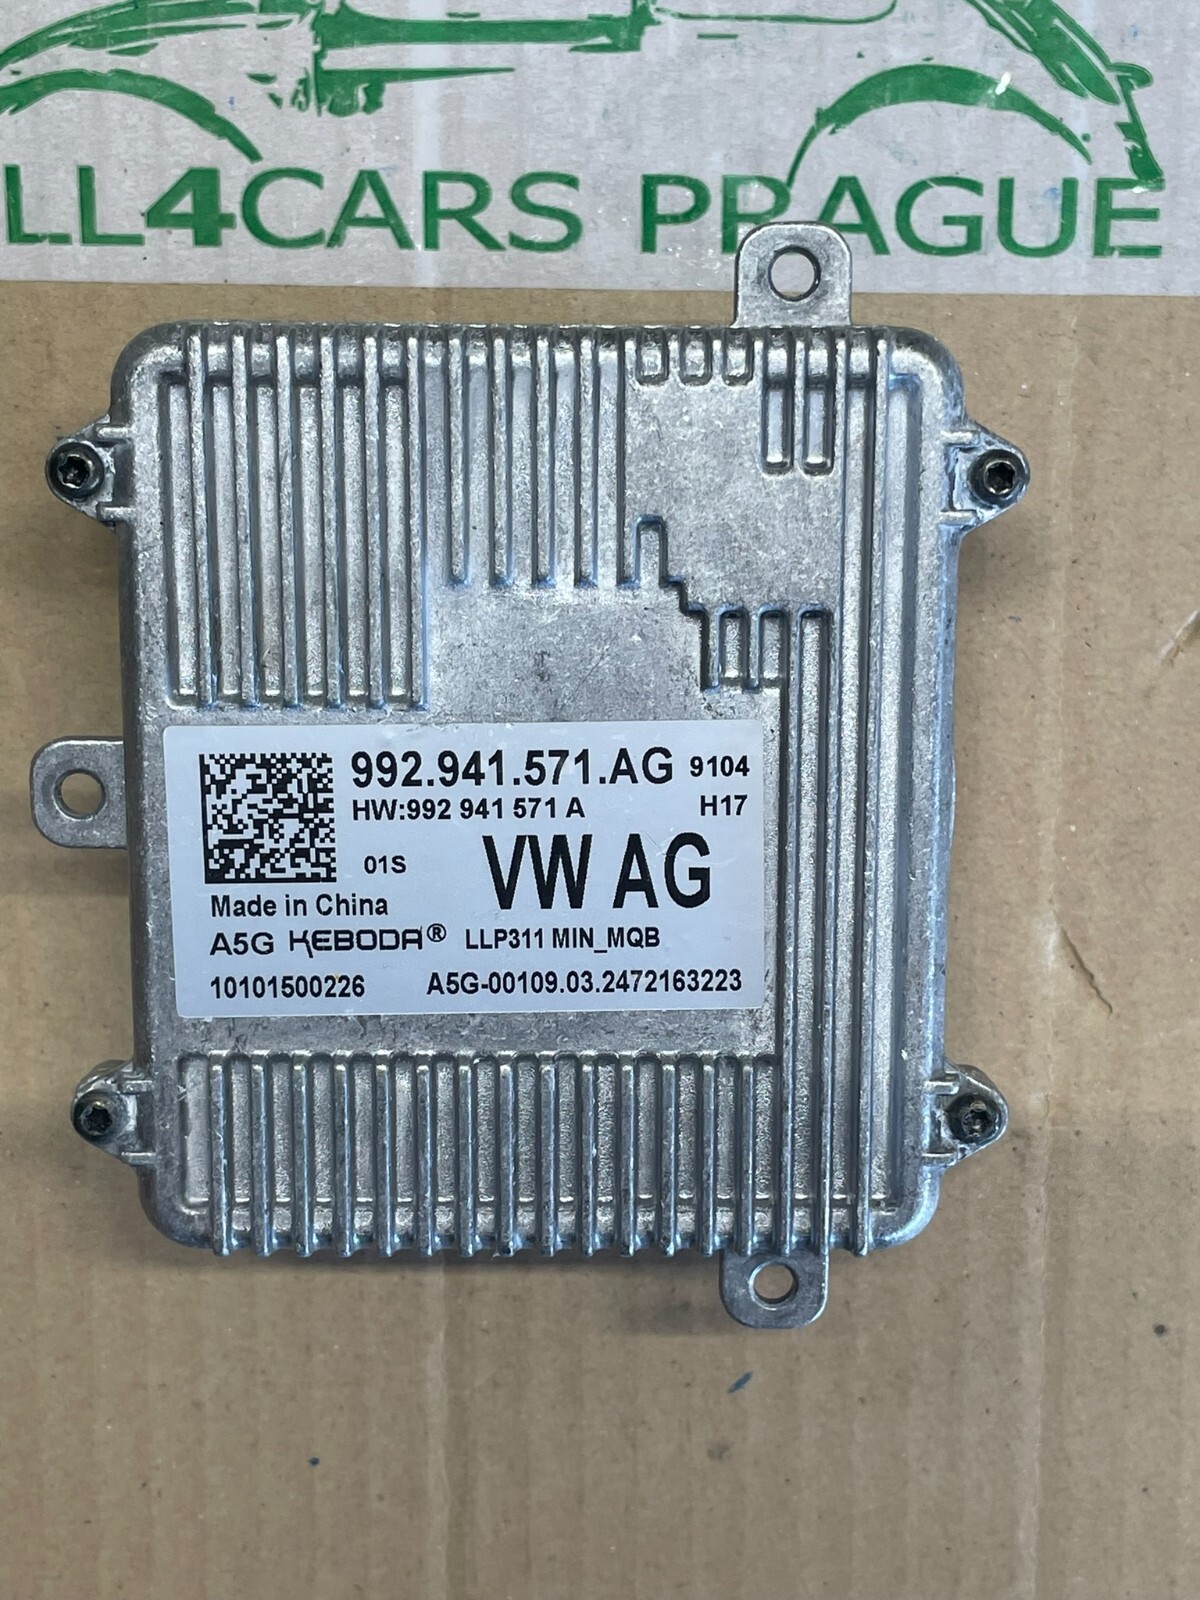 LL4CARS PRAGUE
992.941.571.AG 9104
HW:992 941 571 A H17
01S VW AG
Made in China
A5G KEBODA® LLP311 MIN_MQB
10101500226 A5G-00109.03.2472163223